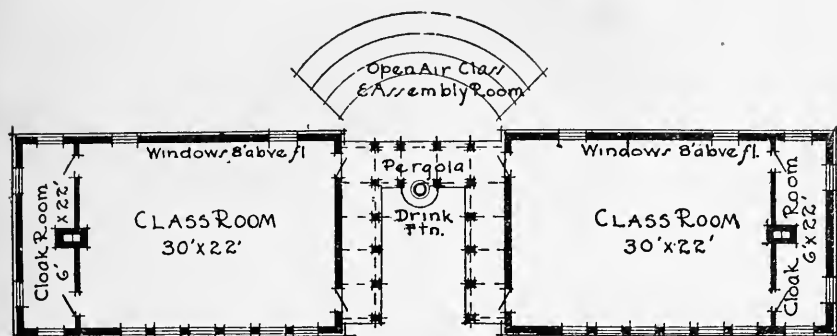 Open Air Class
& Assembly Room
Windows 8' abve fl
Pergola
Windows 8' abve fl.
Cloak Room
6' x 22'
CLASS ROOM
30' x 22'
Drink
Ftn.
CLASS ROOM
30' x 22'
Cloak Room
6' x 22'